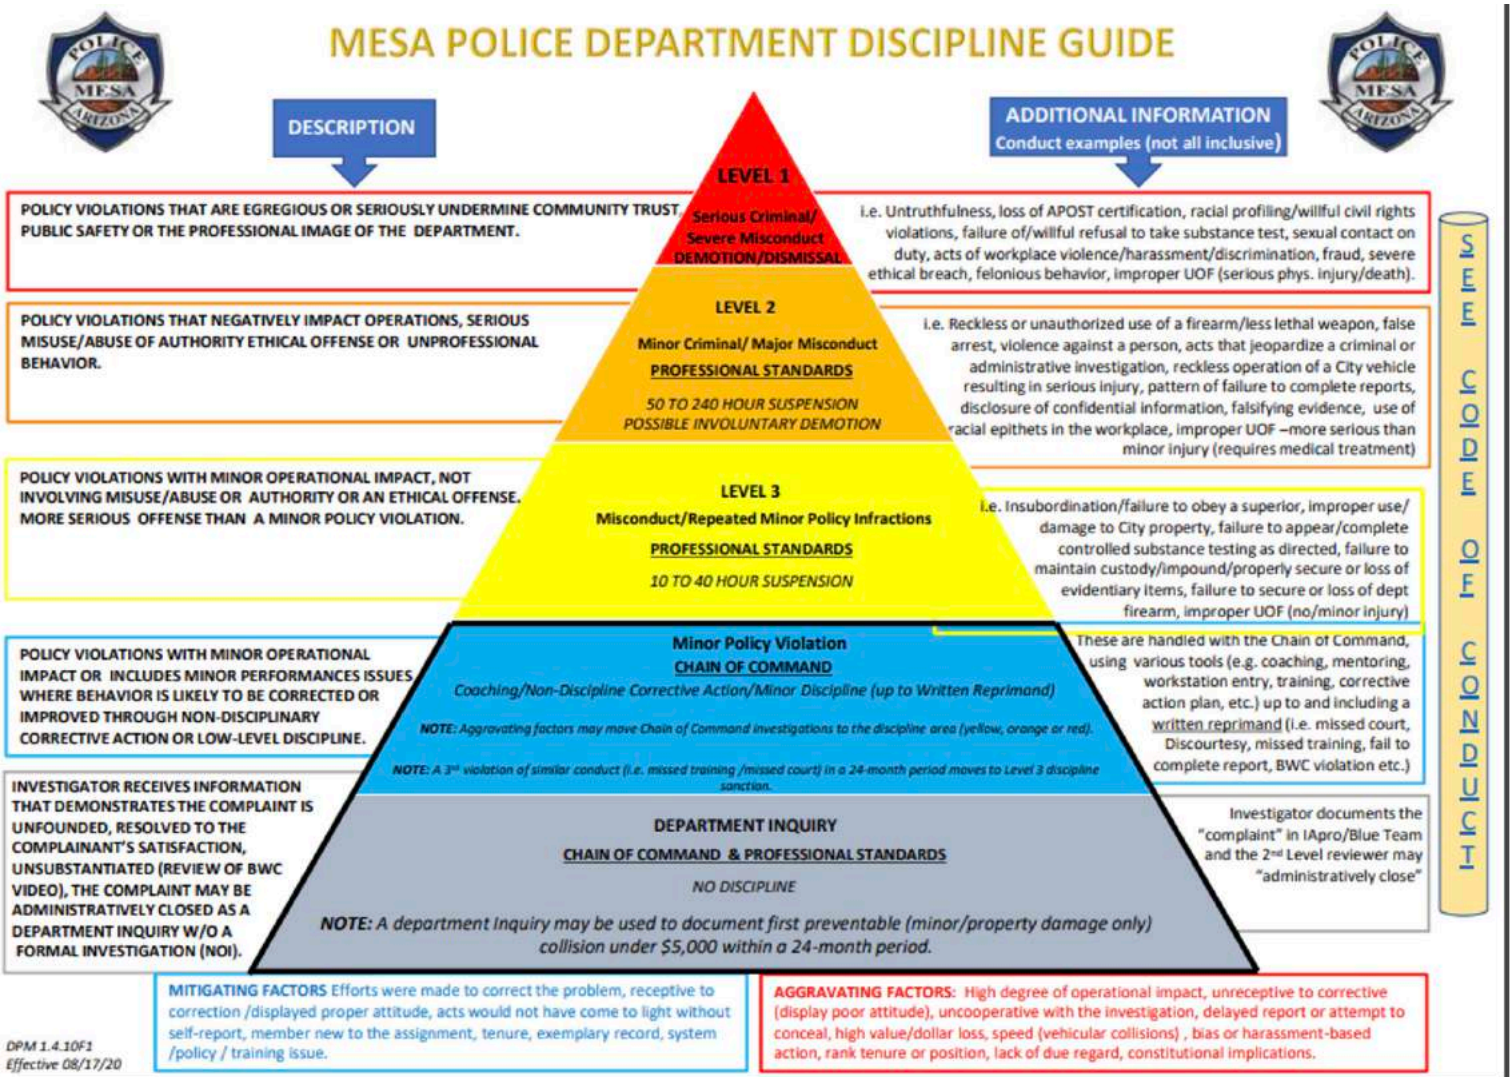 MESA POLICE DEPARTMENT DISCIPLINE GUIDE
POLICE
MESA
ARIZONA
POLICE
MESA
ARIZONA
DESCRIPTION
ADDITIONAL INFORMATION
Conduct examples (not all inclusive)
LEVEL 1
Serious Criminal/
Severe Misconduct
DEMOTION/DISMISSAL
POLICY VIOLATIONS THAT ARE EGREGIOUS OR SERIOUSLY UNDERMINE COMMUNITY TRUST,
PUBLIC SAFETY OR THE PROFESSIONAL IMAGE OF THE DEPARTMENT.
i.e. Untruthfulness, loss of APOST certification, racial profiling/willful civil rights
violations, failure of/willful refusal to take substance test, sexual contact on
duty, acts of workplace violence/harassment/discrimination, fraud, severe
ethical breach, felonious behavior, improper UOF (serious phys. injury/death).
POLICY VIOLATIONS THAT NEGATIVELY IMPACT OPERATIONS, SERIOUS
MISUSE/ABUSE OF AUTHORITY ETHICAL OFFENSE OR UNPROFESSIONAL
BEHAVIOR.
LEVEL 2
Minor Criminal/ Major Misconduct
PROFESSIONAL STANDARDS
50 TO 240 HOUR SUSPENSION
POSSIBLE INVOLUNTARY DEMOTION
i.e. Reckless or unauthorized use of a firearm/less lethal weapon, false
arrest, violence against a person, acts that jeopardize a criminal or
administrative investigation, reckless operation of a City vehicle
resulting in serious injury, pattern of failure to complete reports,
disclosure of confidential information, falsifying evidence, use of
racial epithets in the workplace, improper UOF –more serious than
minor injury (requires medical treatment)
POLICY VIOLATIONS WITH MINOR OPERATIONAL IMPACT, NOT
INVOLVING MISUSE/ABUSE OR AUTHORITY OR AN ETHICAL OFFENSE.
MORE SERIOUS OFFENSE THAN A MINOR POLICY VIOLATION.
LEVEL 3
Misconduct/Repeated Minor Policy Infractions
PROFESSIONAL STANDARDS
10 TO 40 HOUR SUSPENSION
i.e. Insubordination/failure to obey a superior, improper use/
damage to City property, failure to appear/complete
controlled substance testing as directed, failure to
maintain custody/impound/properly secure or loss of
evidentiary items, failure to secure or loss of dept
firearm, improper UOF (no/minor injury)
POLICY VIOLATIONS WITH MINOR OPERATIONAL
IMPACT OR INCLUDES MINOR PERFORMANCES ISSUES
WHERE BEHAVIOR IS LIKELY TO BE CORRECTED OR
IMPROVED THROUGH NON-DISCIPLINARY
CORRECTIVE ACTION OR LOW-LEVEL DISCIPLINE.
Minor Policy Violation
CHAIN OF COMMAND
Coaching/Non-Discipline Corrective Action/Minor Discipline (up to Written Reprimand)
NOTE: Aggravating factors may move Chain of Command investigations to the discipline area (yellow, orange or red).
NOTE: A 3rd violation of similar conduct (i.e. missed training /missed court) in a 24-month period moves to Level 3 discipline
sanction.
These are handled with the Chain of Command,
using various tools (e.g. coaching, mentoring,
workstation entry, training, corrective
action plan, etc.) up to and including a
written reprimand (i.e. missed court,
Discourtesy, missed training, fail to
complete report, BWC violation etc.)
INVESTIGATOR RECEIVES INFORMATION
THAT DEMONSTRATES THE COMPLAINT IS
UNFOUNDED, RESOLVED TO THE
COMPLAINANT'S SATISFACTION,
UNSUBSTANTIATED (REVIEW OF BWC
VIDEO), THE COMPLAINT MAY BE
ADMINISTRATIVELY CLOSED AS A
DEPARTMENT INQUIRY W/O A
FORMAL INVESTIGATION (NOI).
DEPARTMENT INQUIRY
CHAIN OF COMMAND & PROFESSIONAL STANDARDS
NO DISCIPLINE
NOTE: A department Inquiry may be used to document first preventable (minor/property damage only)
collision under $5,000 within a 24-month period.
Investigator documents the
"complaint" in IApro/Blue Team
and the 2nd Level reviewer may
"administratively close"
SEE CODE OF CONDUCT
MITIGATING FACTORS Efforts were made to correct the problem, receptive to
correction /displayed proper attitude, acts would not have come to light without
self-report, member new to the assignment, tenure, exemplary record, system
/policy / training issue.
AGGRAVATING FACTORS: High degree of operational impact, unreceptive to corrective
(display poor attitude), uncooperative with the investigation, delayed report or attempt to
conceal, high value/dollar loss, speed (vehicular collisions) , bias or harassment-based
action, rank tenure or position, lack of due regard, constitutional implications.
DPM 1.4.10F1
Effective 08/17/20